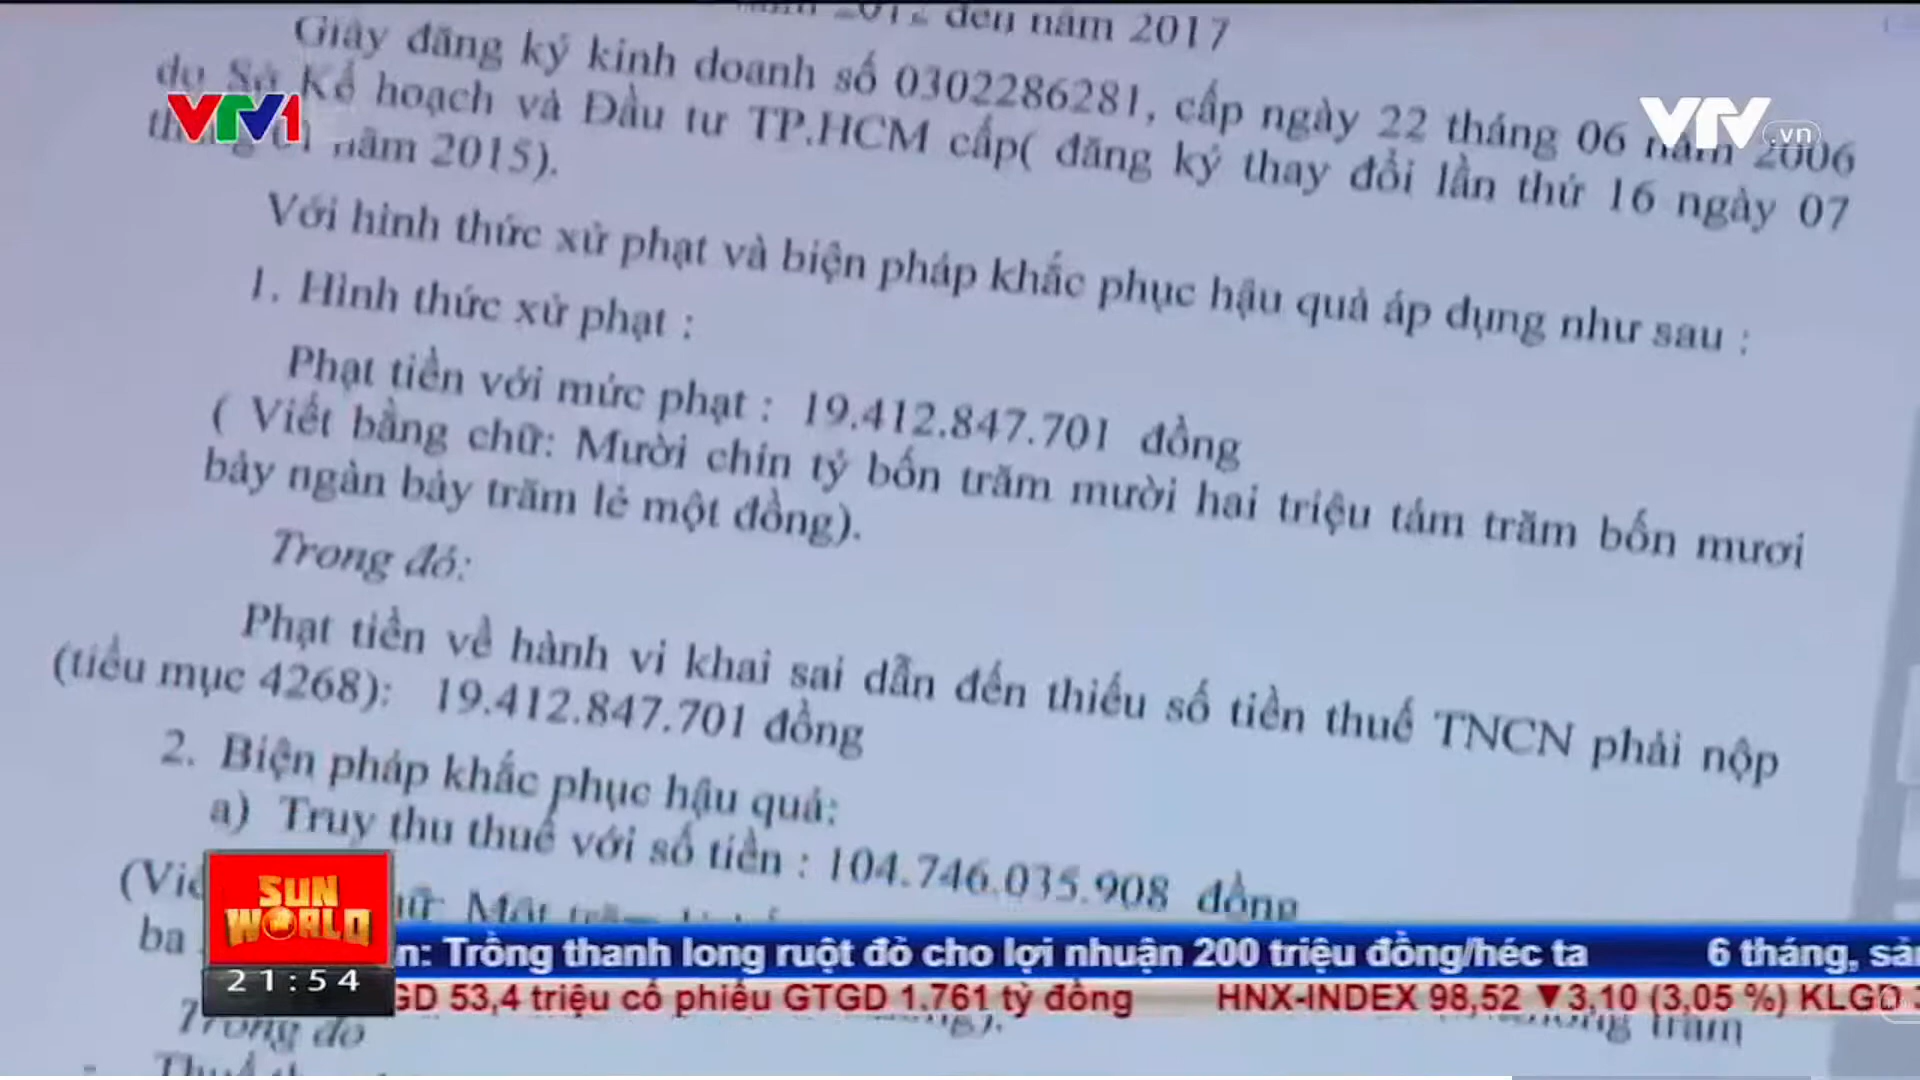 đến năm 2017
Giấy đăng ký kinh doanh số 0302286281, cấp ngày 22 tháng 06 năm 2006
do Sở Kế hoạch và Đầu tư TP.HCM cấp( đăng ký thay đổi lần thứ 16 ngày 07
tháng 01 năm 2015).
VTV1
VTV.vn
Với hình thức xử phạt và biện pháp khắc phục hậu quả áp dụng như sau :
1. Hình thức xử phạt :
Phạt tiền với mức phạt : 19.412.847.701 đồng
( Viết bằng chữ: Mười chín tỷ bốn trăm mười hai triệu tám trăm bốn mươi
bảy ngàn bảy trăm lẻ một đồng).
Trong đó:
Phạt tiền về hành vi khai sai dẫn đến thiếu số tiền thuế TNCN phải nộp
(tiểu mục 4268): 19.412.847.701 đồng
2. Biện pháp khắc phục hậu quả:
a) Truy thu thuế với số tiền : 104.746.035.908 đồng
Một trăm
ba
SUN
WORLD
21:54
n: Trồng thanh long ruột đỏ cho lợi nhuận 200 triệu đồng/héc ta 6 tháng, sả
GD 53,4 triệu cổ phiếu GTGD 1.761 tỷ đồng HNX-INDEX 98,52 ▼3,10 (3,05 %) KLGD
Trong đó
trăm